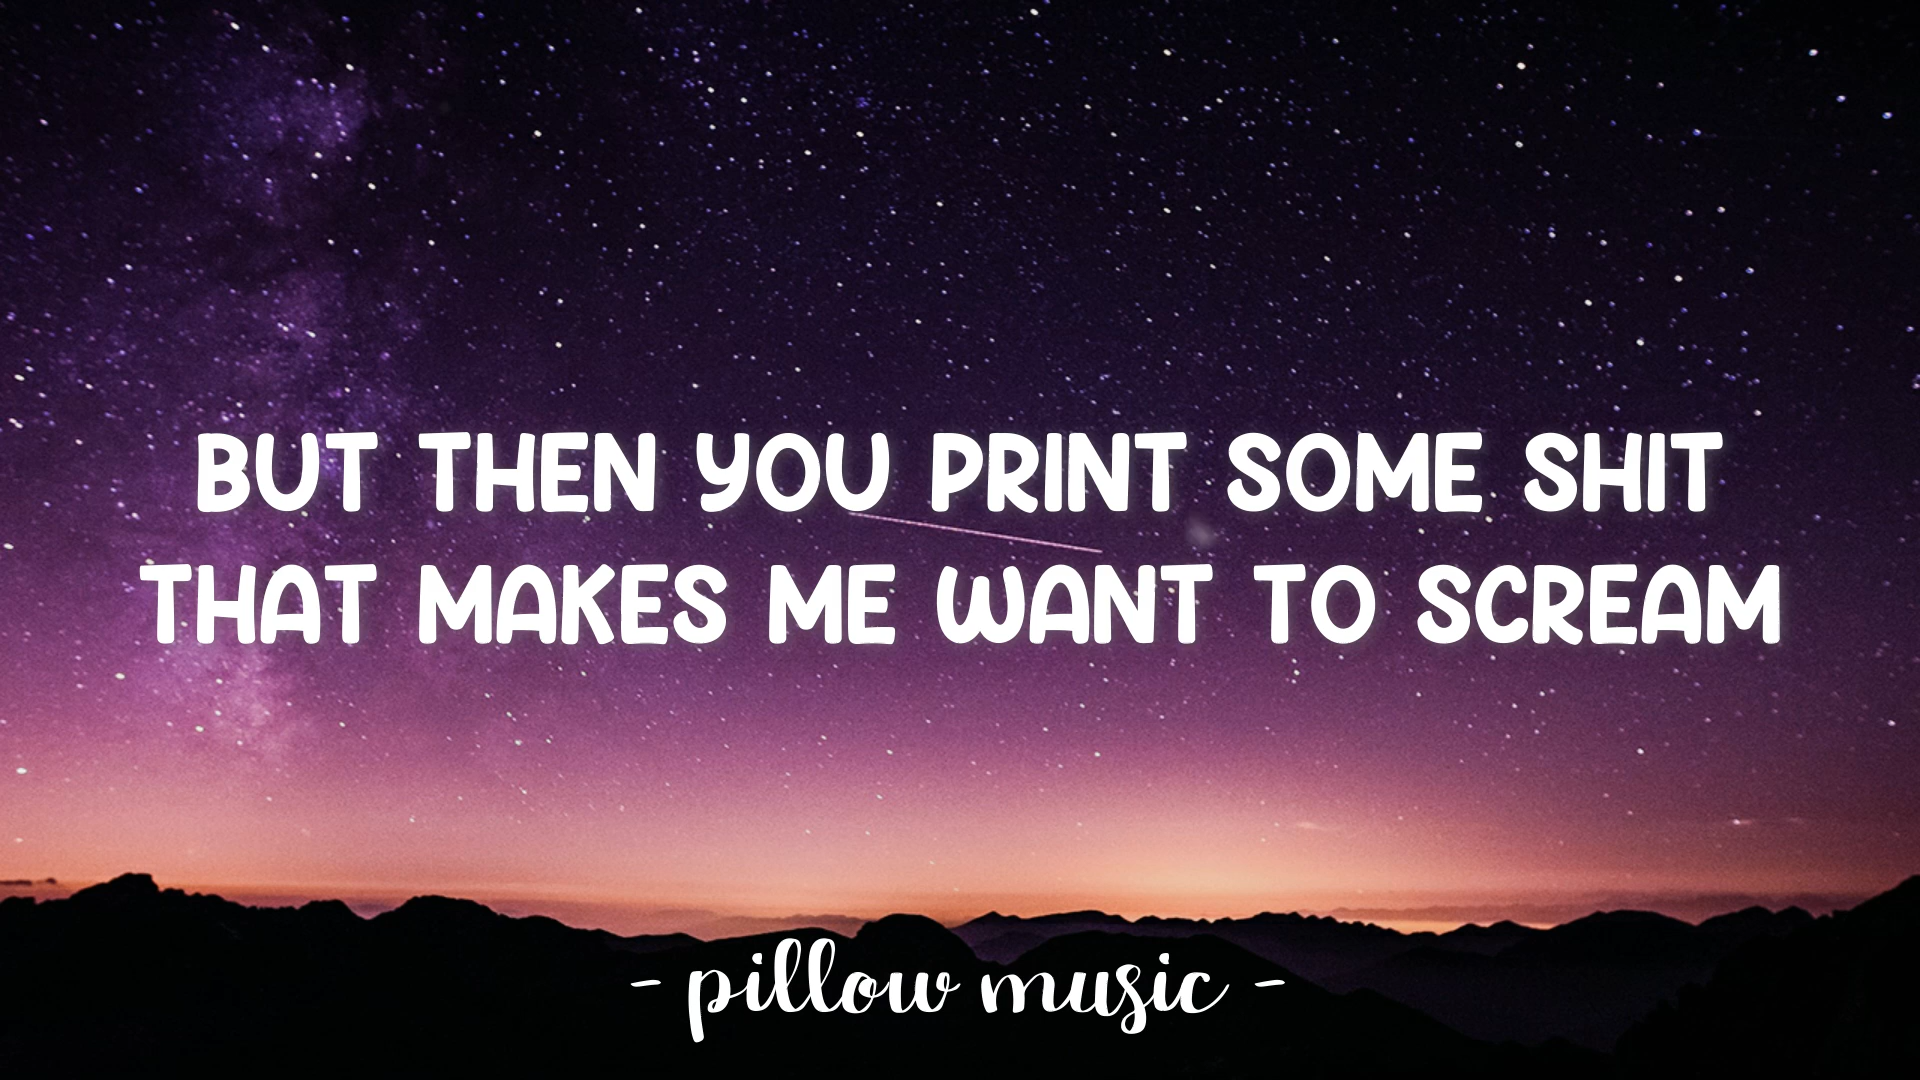 BUT THEN YOU PRINT SOME SHIT
THAT MAKES ME WANT TO SCREAM
- pillow music -